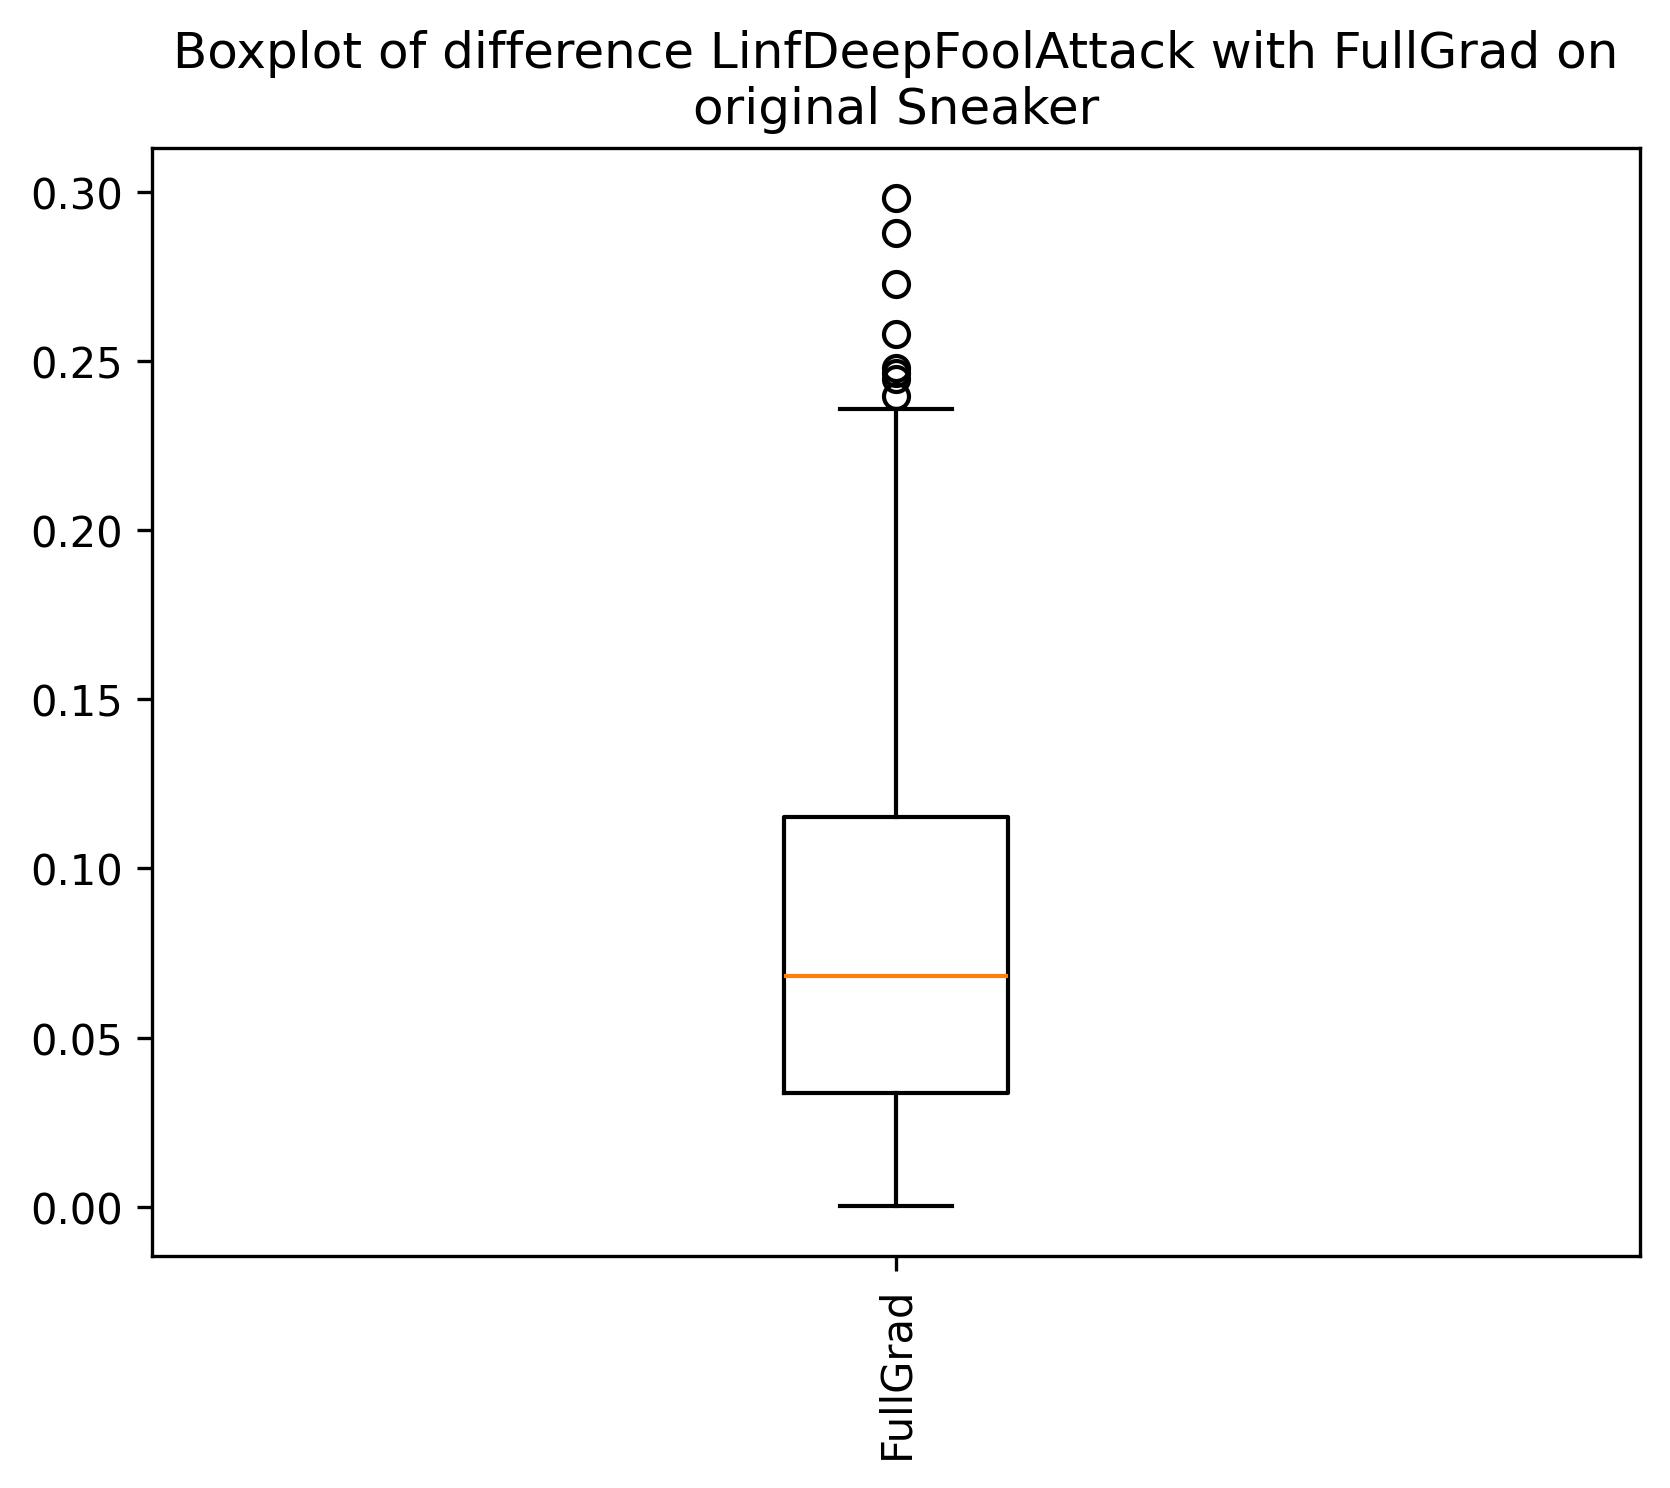 Boxplot of difference LinfDeepFoolAttack with FullGrad on
original Sneaker
0.30
0.25
0.20
0.15
0.10
0.05
0.00
FullGrad